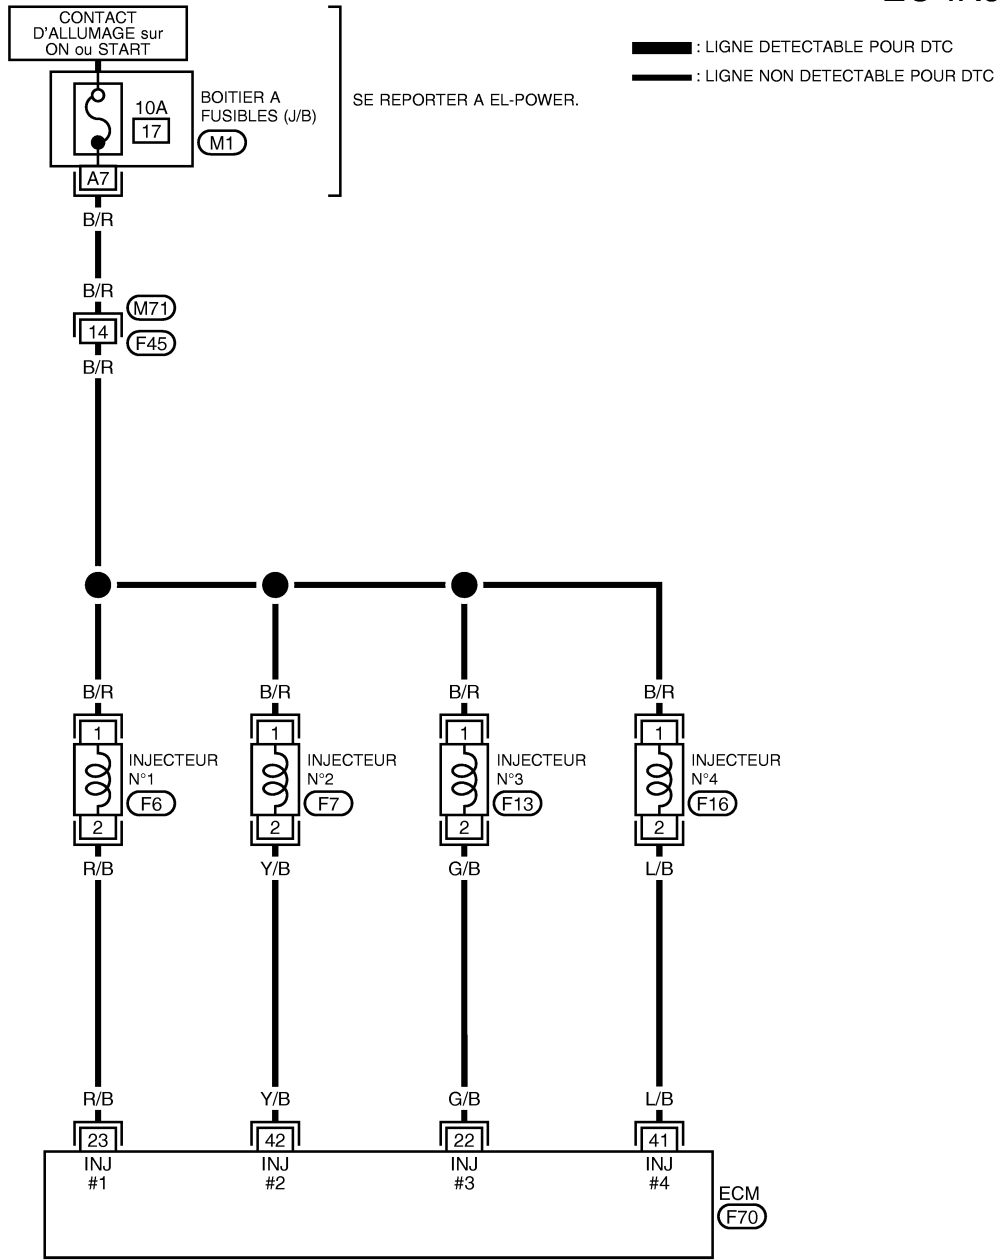 CONTACT
D'ALLUMAGE sur
ON ou START
: LIGNE DETECTABLE POUR DTC
: LIGNE NON DETECTABLE POUR DTC
10A
17
BOITIER A
FUSIBLES (J/B)
M1
SE REPORTER A EL-POWER.
A7
B/R
B/R
M71
14
F45
B/R
B/R B/R B/R B/R
1 1 1 1
INJECTEUR
N°1
F6
INJECTEUR
N°2
F7
INJECTEUR
N°3
F13
INJECTEUR
N°4
F16
2 2 2 2
R/B Y/B G/B L/B
R/B Y/B G/B L/B
23 42 22 41
INJ INJ INJ INJ
#1 #2 #3 #4
ECM
F70